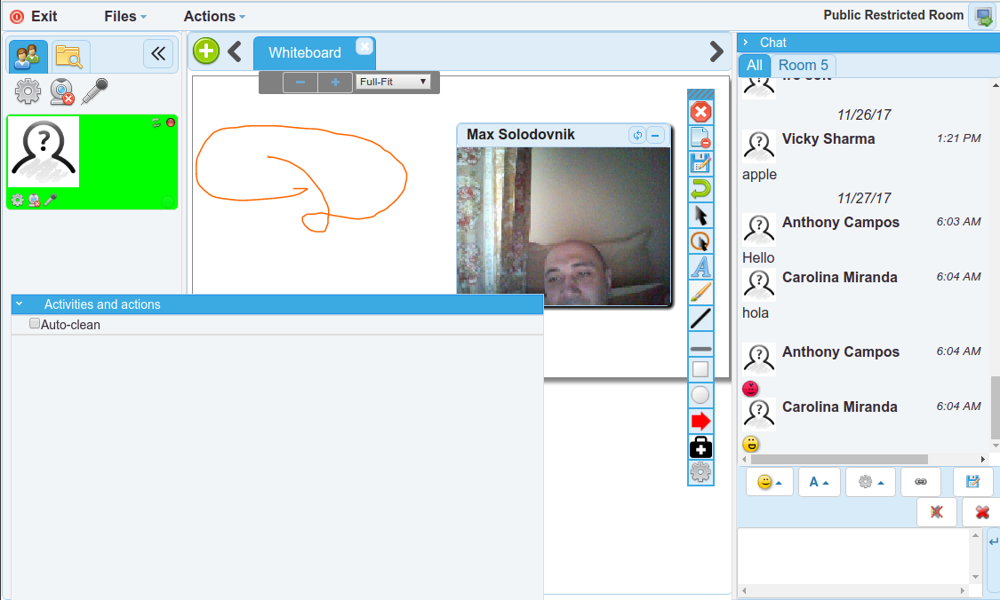 Exit
Files
Actions
Public Restricted Room
Whiteboard
Full-Fit
Max Solodovnik
A
Activities and actions
Auto-clean
Chat
All
Room 5
11/26/17
Vicky Sharma
1:21 PM
apple
11/27/17
Anthony Campos
6:03 AM
Hello
Carolina Miranda
6:04 AM
hola
Anthony Campos
6:04 AM
Carolina Miranda
6:04 AM
A